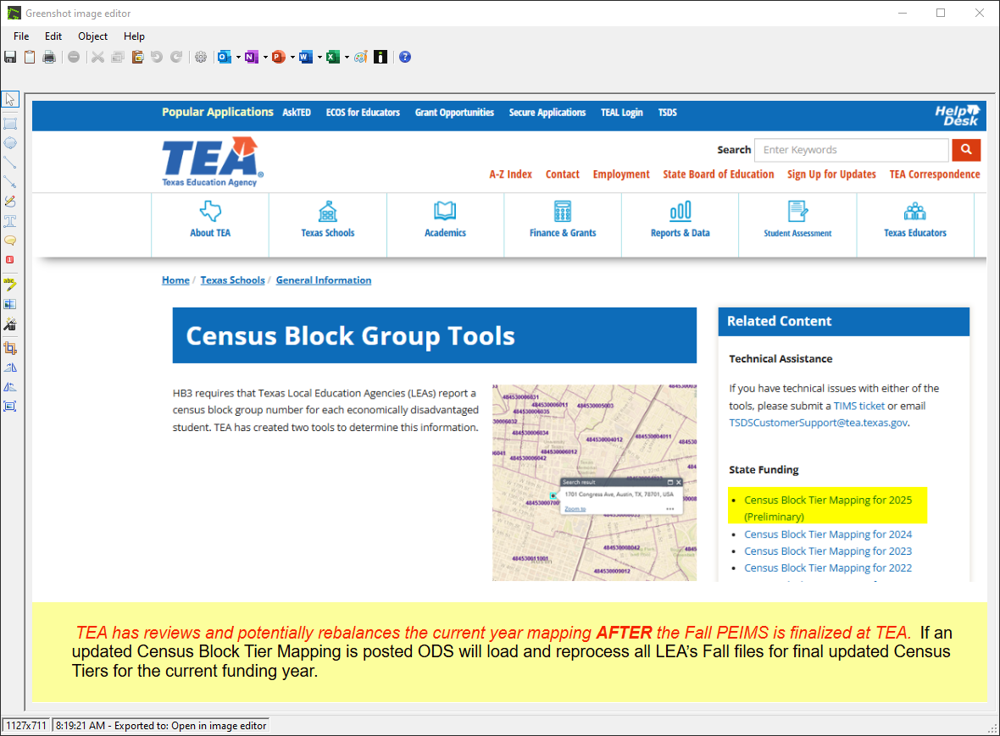 Greenshot image editor
File Edit Object Help
Popular Applications AskTED ECOS for Educators Grant Opportunities Secure Applications TEAL Login TSDS
Help Desk
TEA
Texas Education Agency
Search Enter Keywords
A-Z Index Contact Employment State Board of Education Sign Up for Updates TEA Correspondence
About TEA Texas Schools Academics Finance & Grants Reports & Data Student Assessment Texas Educators
Home / Texas Schools / General Information
Census Block Group Tools
HB3 requires that Texas Local Education Agencies (LEAs) report a
census block group number for each economically disadvantaged
student. TEA has created two tools to determine this information.
484530006011
484530005003
484530006034
484530004012
484530004011
484530006012
484530006042
Search result
1701 Congress Ave, Austin, TX, 78701, USA
Zoom to
484530008042
484530011001
484530009012
Related Content
Technical Assistance
If you have technical issues with either of the
tools, please submit a TIMS ticket or email
TSDSCustomerSupport@tea.texas.gov.
State Funding
• Census Block Tier Mapping for 2025
(Preliminary)
• Census Block Tier Mapping for 2024
• Census Block Tier Mapping for 2023
• Census Block Tier Mapping for 2022
TEA has reviews and potentially rebalances the current year mapping AFTER the Fall PEIMS is finalized at TEA. If an
updated Census Block Tier Mapping is posted ODS will load and reprocess all LEA’s Fall files for final updated Census
Tiers for the current funding year.
1127x711 8:19:21 AM - Exported to: Open in image editor